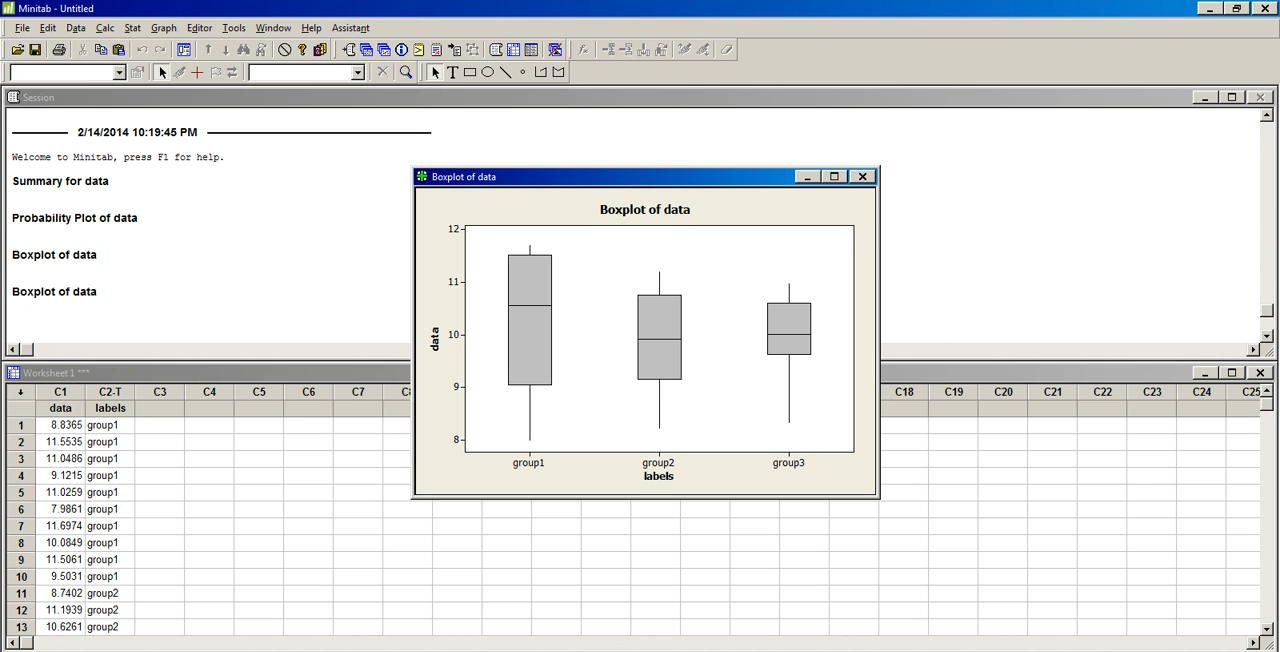 Minitab - Untitled
File Edit Data Calc Stat Graph Editor Tools Window Help Assistant
Session
2/14/2014 10:19:45 PM
Welcome to Minitab, press F1 for help.
Summary for data
Probability Plot of data
Boxplot of data
Boxplot of data
Boxplot of data
Boxplot of data
12
11
10
9
8
data
group1 group2 group3
labels
Worksheet 1 ***
C1 C2-T C3 C4 C5 C6 C7 C18 C19 C20 C21 C22 C23 C24 C25
data labels
1 8.8365 group1
2 11.5535 group1
3 11.0486 group1
4 9.1215 group1
5 11.0259 group1
6 7.9861 group1
7 11.6974 group1
8 10.0849 group1
9 11.5061 group1
10 9.5031 group1
11 8.7402 group2
12 11.1939 group2
13 10.6261 group2